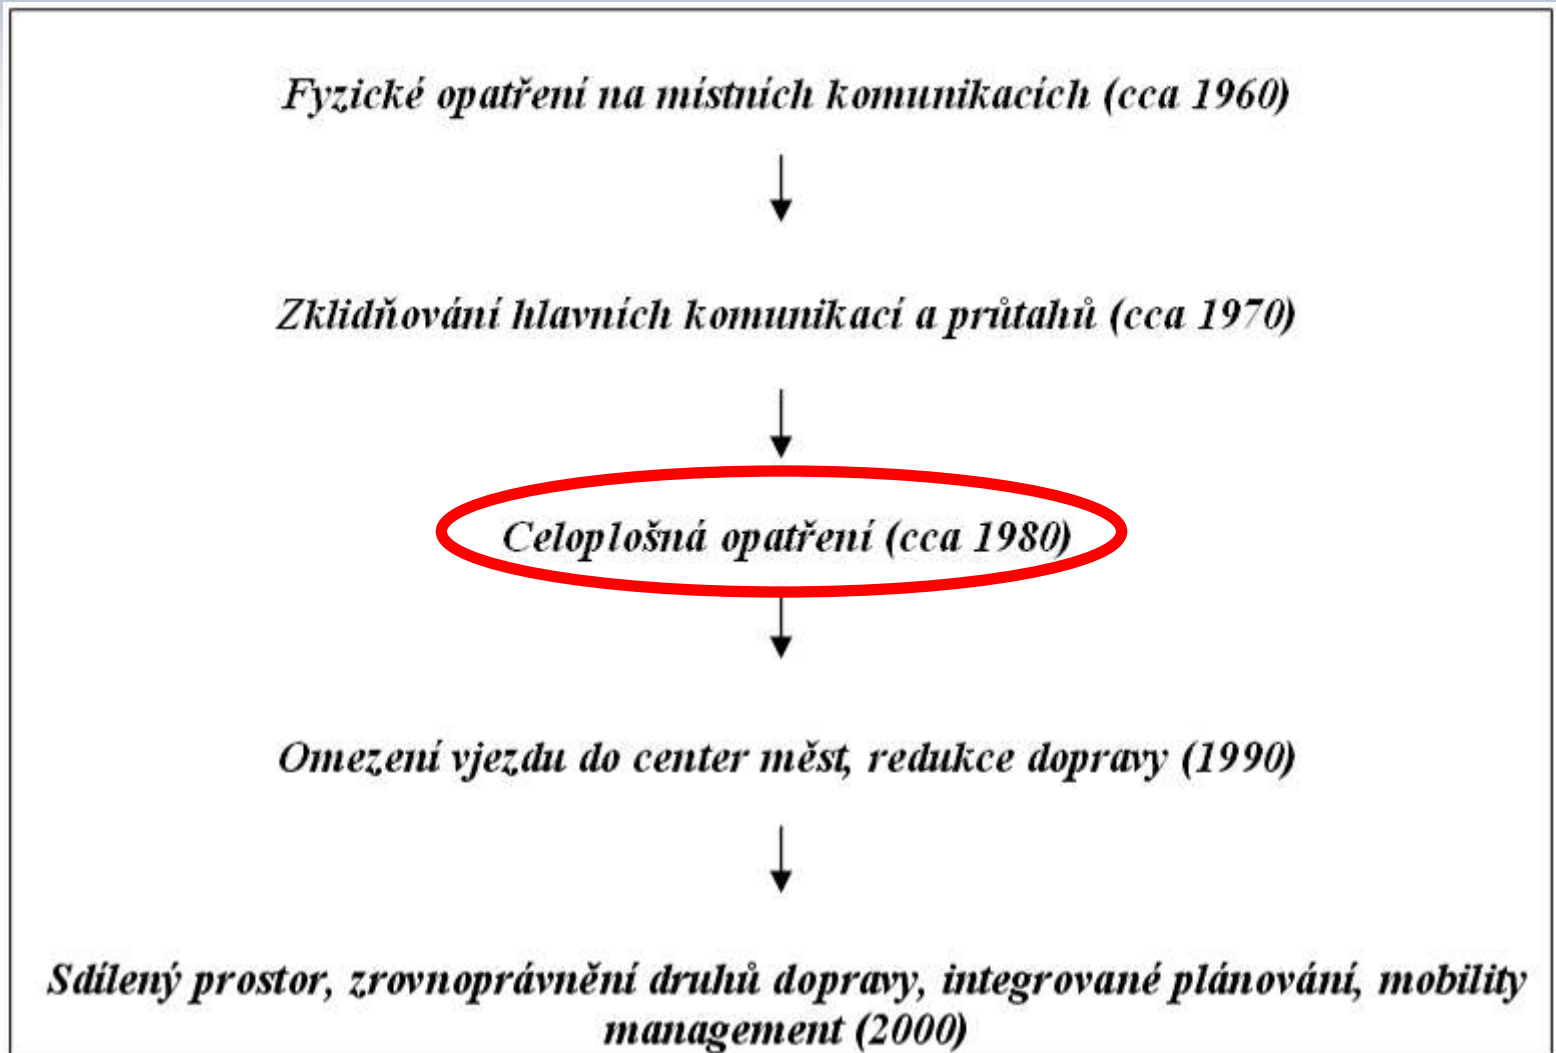 Fyzické opatření na místních komunikacích (cca 1960)
Zklidňování hlavních komunikací a průtahů (cca 1970)
Celoplošná opatření (cca 1980)
Omezení vjezdu do center měst, redukce dopravy (1990)
Sdílený prostor, zrovnoprávnění druhů dopravy, integrované plánování, mobility
management (2000)